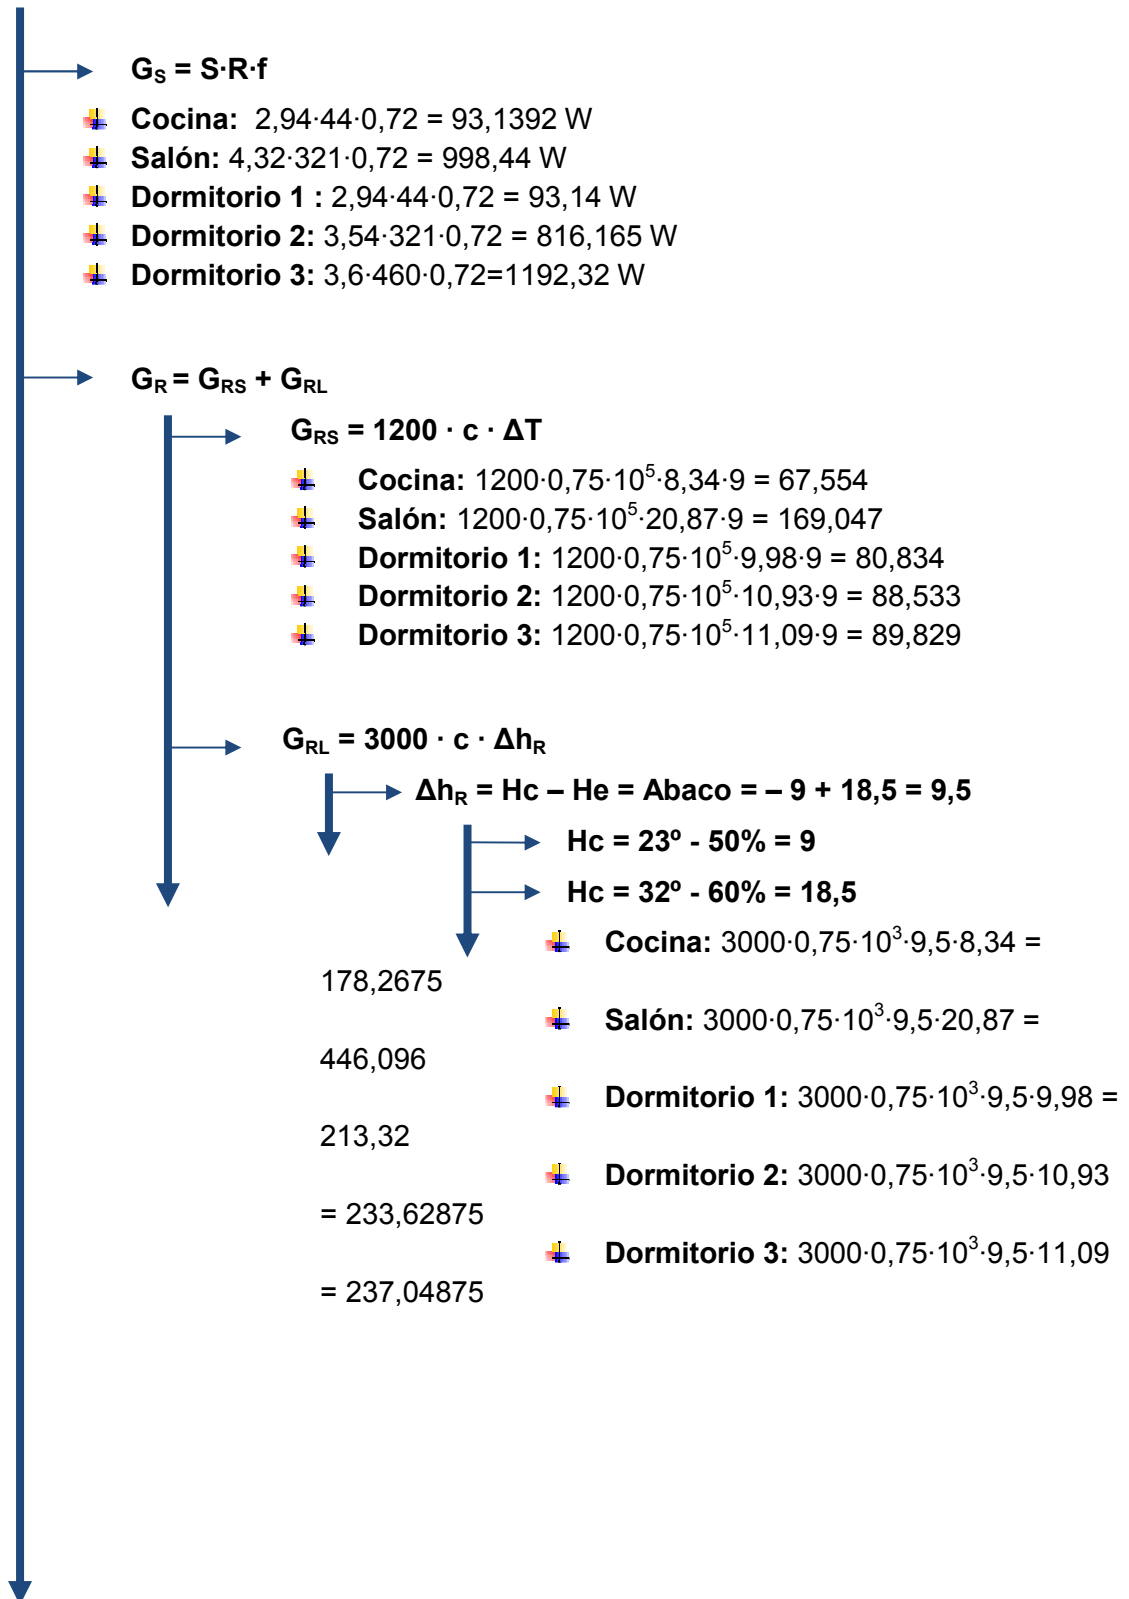 G_S = S·R·f
Cocina: 2,94·44·0,72 = 93,1392 W
Salón: 4,32·321·0,72 = 998,44 W
Dormitorio 1 : 2,94·44·0,72 = 93,14 W
Dormitorio 2: 3,54·321·0,72 = 816,165 W
Dormitorio 3: 3,6·460·0,72=1192,32 W
G_R = G_RS + G_RL
G_RS = 1200 · c · ΔT
Cocina: 1200·0,75·10⁵·8,34·9 = 67,554
Salón: 1200·0,75·10⁵·20,87·9 = 169,047
Dormitorio 1: 1200·0,75·10⁵·9,98·9 = 80,834
Dormitorio 2: 1200·0,75·10⁵·10,93·9 = 88,533
Dormitorio 3: 1200·0,75·10⁵·11,09·9 = 89,829
G_RL = 3000 · c · Δh_R
Δh_R = Hc – He = Abaco = – 9 + 18,5 = 9,5
Hc = 23º - 50% = 9
Hc = 32º - 60% = 18,5
Cocina: 3000·0,75·10³·9,5·8,34 =
178,2675
Salón: 3000·0,75·10³·9,5·20,87 =
446,096
Dormitorio 1: 3000·0,75·10³·9,5·9,98 =
213,32
Dormitorio 2: 3000·0,75·10³·9,5·10,93
= 233,62875
Dormitorio 3: 3000·0,75·10³·9,5·11,09
= 237,04875